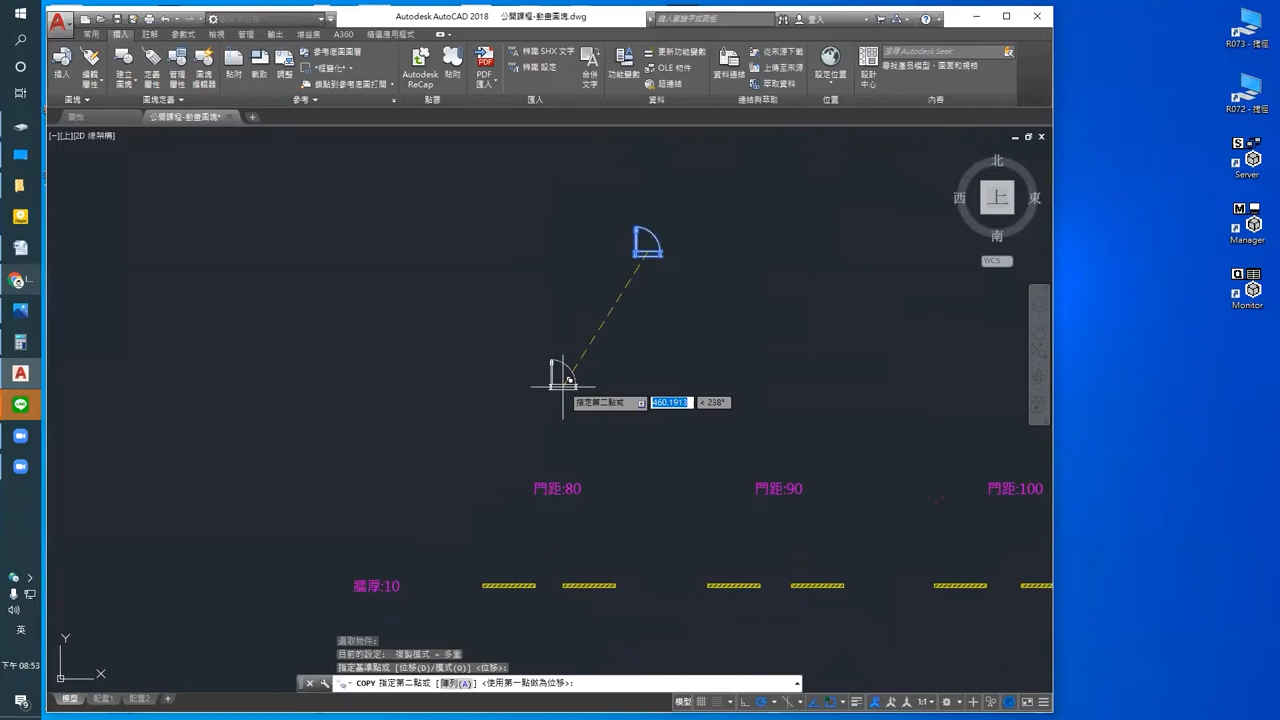 Autodesk AutoCAD 2018 公開課程-動畫圖塊.dwg
鍵入關鍵字或片語
登入
常用 插入 註解 參數式 檢視 管理 輸出 增益集 A360 精選應用程式
插入
編輯屬性
建立圖塊
定義屬性
管理屬性
圖塊編輯器
貼附
截取
調整
參考底圖圖層
*框變化*
鎖點到參考底圖打開
Autodesk ReCap
貼附
PDF 匯入
辨識 SHX 文字
辨識 設定
合併文字
功能變數
更新功能變數
OLE 物件
超連結
資料連結
從來源下載
上傳至來源
萃取資料
設定位置
設計中心
搜尋 Autodesk Seek
尋找產品模型、圖面和規格
圖塊 圖塊定義 參考 點雲 匯入 資料 連結與萃取 位置 內容
開始 公開課程-動畫圖塊*
[−][上][2D 線架構]
北
西 上 東
南
WCS
指定第二點或 460.1913 < 238°
門距:80 門距:90 門距:100
牆厚:10
Y
X
選取物件:
目前的設定: 複製模式 = 多重
指定基準點或 [位移(D)/模式(O)] <位移>:
COPY 指定第二點或 [陣列(A)] <使用第一點做為位移>:
模型 配置1 配置2
模型 1:1
R073 - 捷徑
R072 - 捷徑
Server
Manager
Monitor
英
下午 08:53